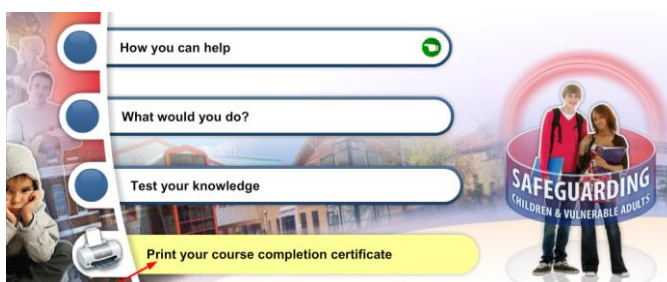 How you can help
What would you do?
Test your knowledge
Print your course completion certificate
SAFEGUARDING
CHILDREN & VULNERABLE ADULTS